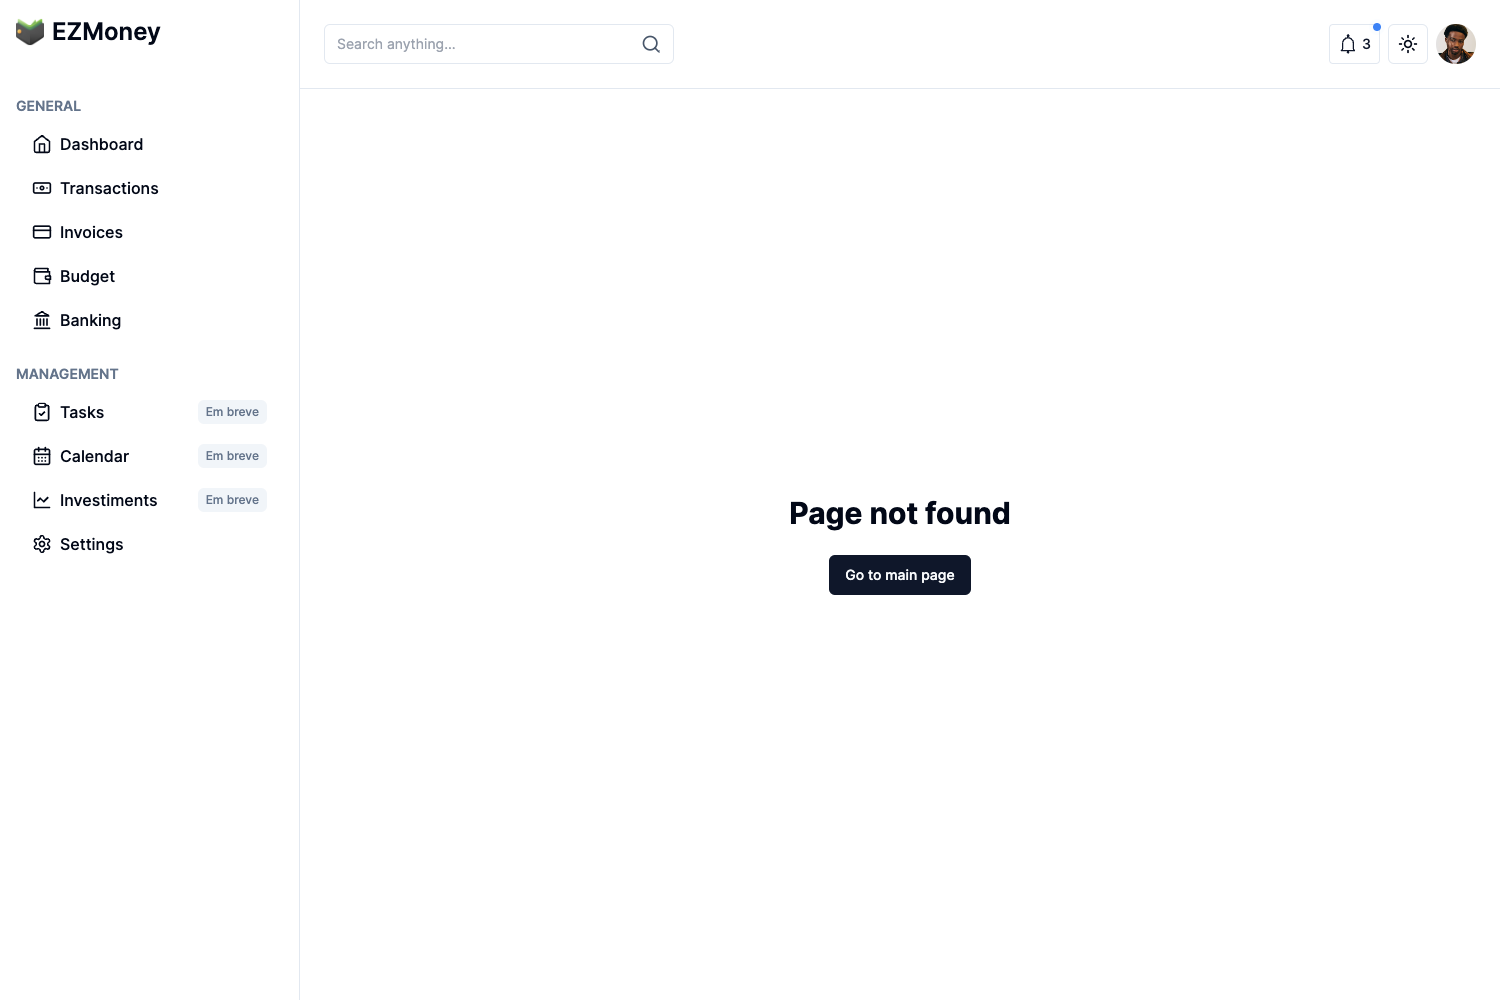 EZMoney
Search anything...
3
GENERAL
Dashboard
Transactions
Invoices
Budget
Banking
MANAGEMENT
Tasks Em breve
Calendar Em breve
Investiments Em breve
Settings
Page not found
Go to main page